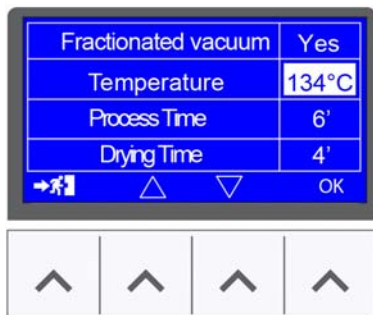 Fractionated vacuum Yes
Temperature 134°C
Process Time 6’
Drying Time 4’
OK